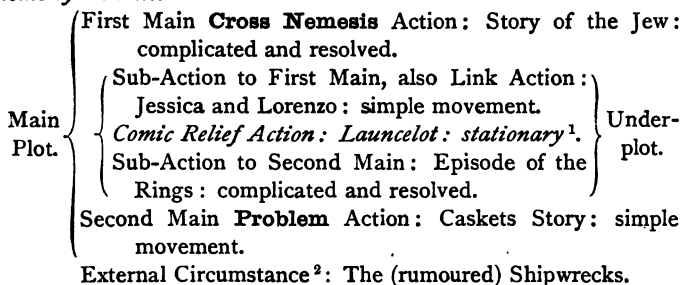 First Main Cross Nemesis Action: Story of the Jew:
complicated and resolved.
Sub-Action to First Main, also Link Action:
Jessica and Lorenzo: simple movement.
Main
Plot.
Comic Relief Action: Launcelot: stationary¹.
Under-
plot.
Sub-Action to Second Main: Episode of the
Rings: complicated and resolved.
Second Main Problem Action: Caskets Story: simple
movement.
External Circumstance²: The (rumoured) Shipwrecks.